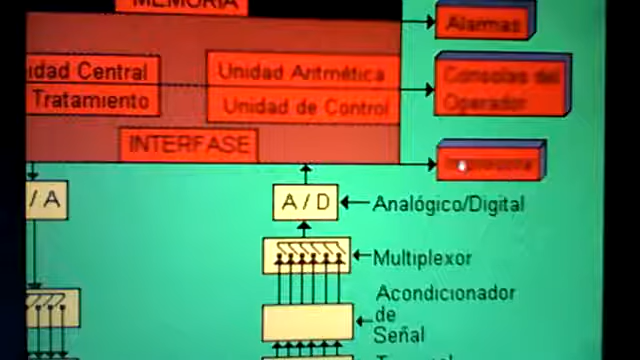 MEMORIA
Alarmas
idad Central
Tratamiento
Unidad Aritmética
Unidad de Control
Consolas del
Operador
INTERFASE
/ A
A / D
Analógico/Digital
Multiplexor
Acondicionador
de
Señal